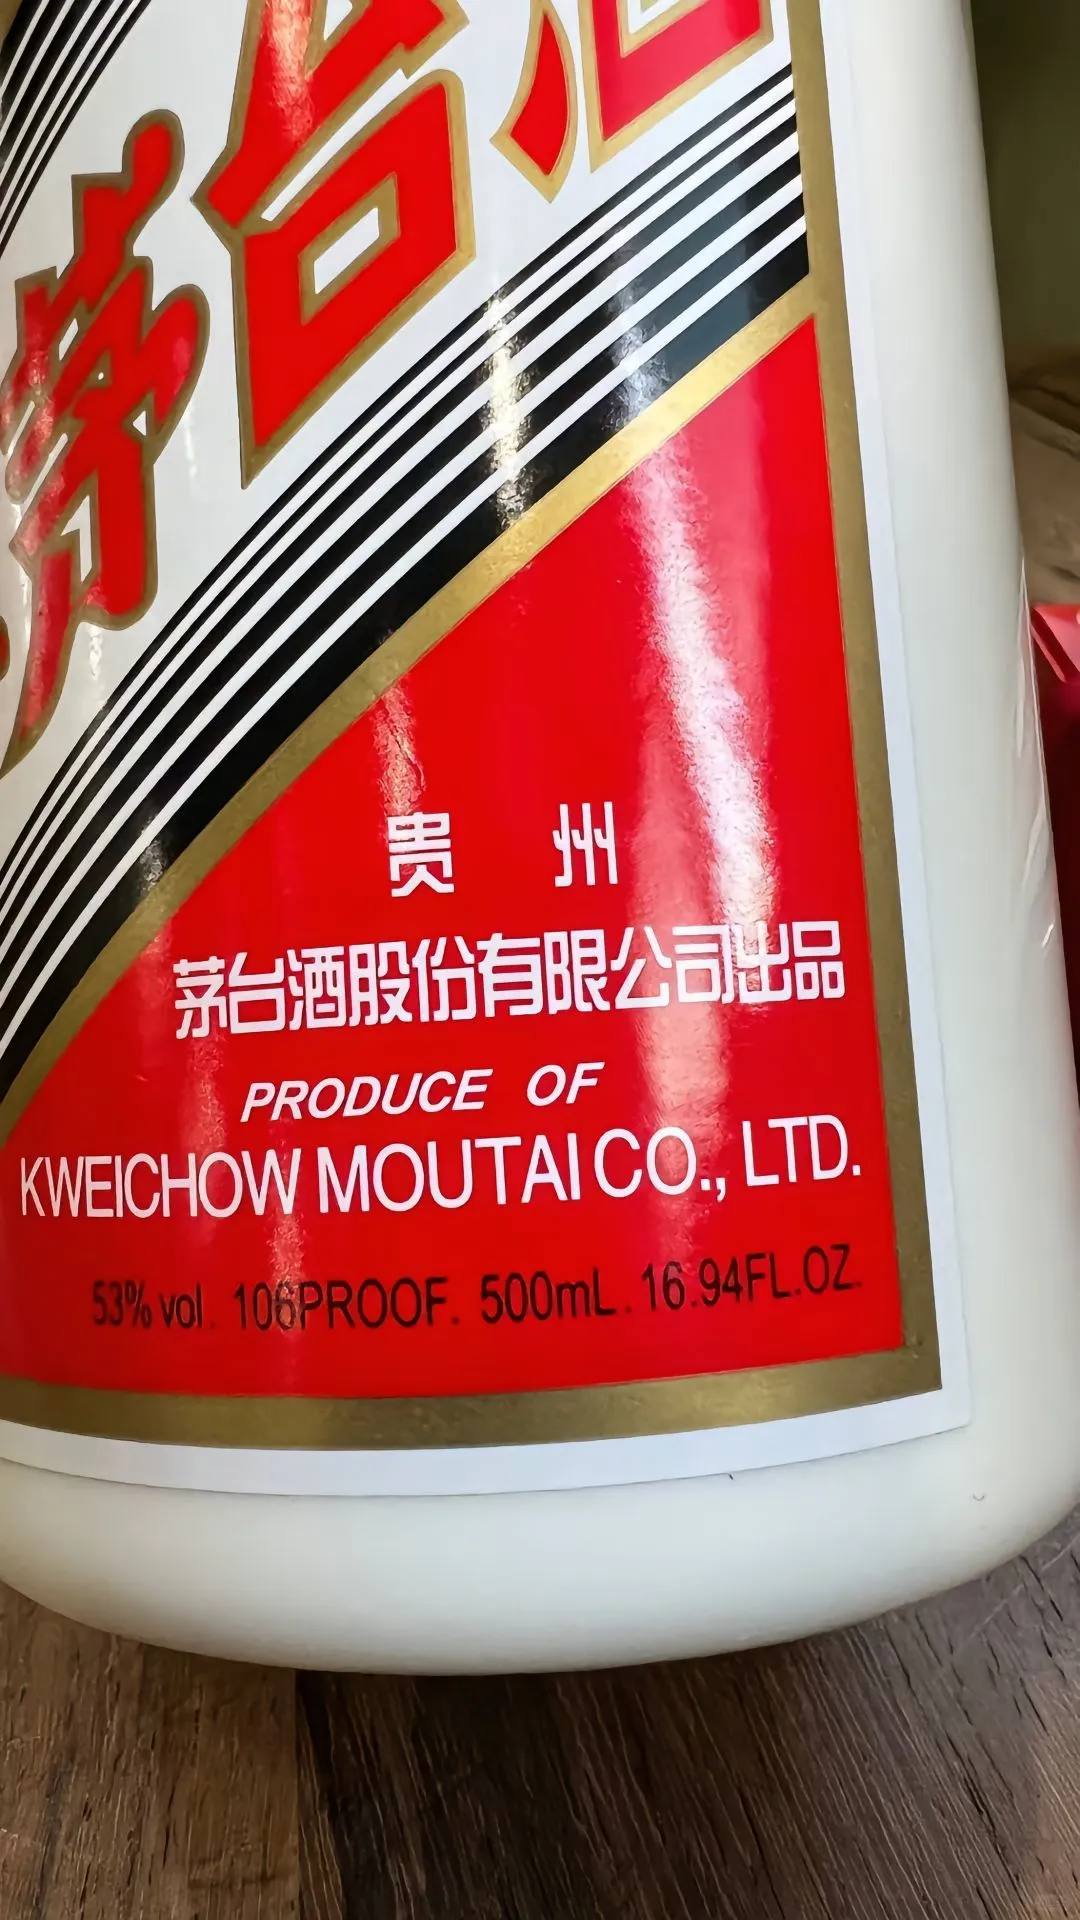 茅台酒
贵 州
茅台酒股份有限公司出品
PRODUCE OF
KWEICHOW MOUTAI CO., LTD.
53% vol. 106PROOF. 500mL. 16.94FL.OZ.